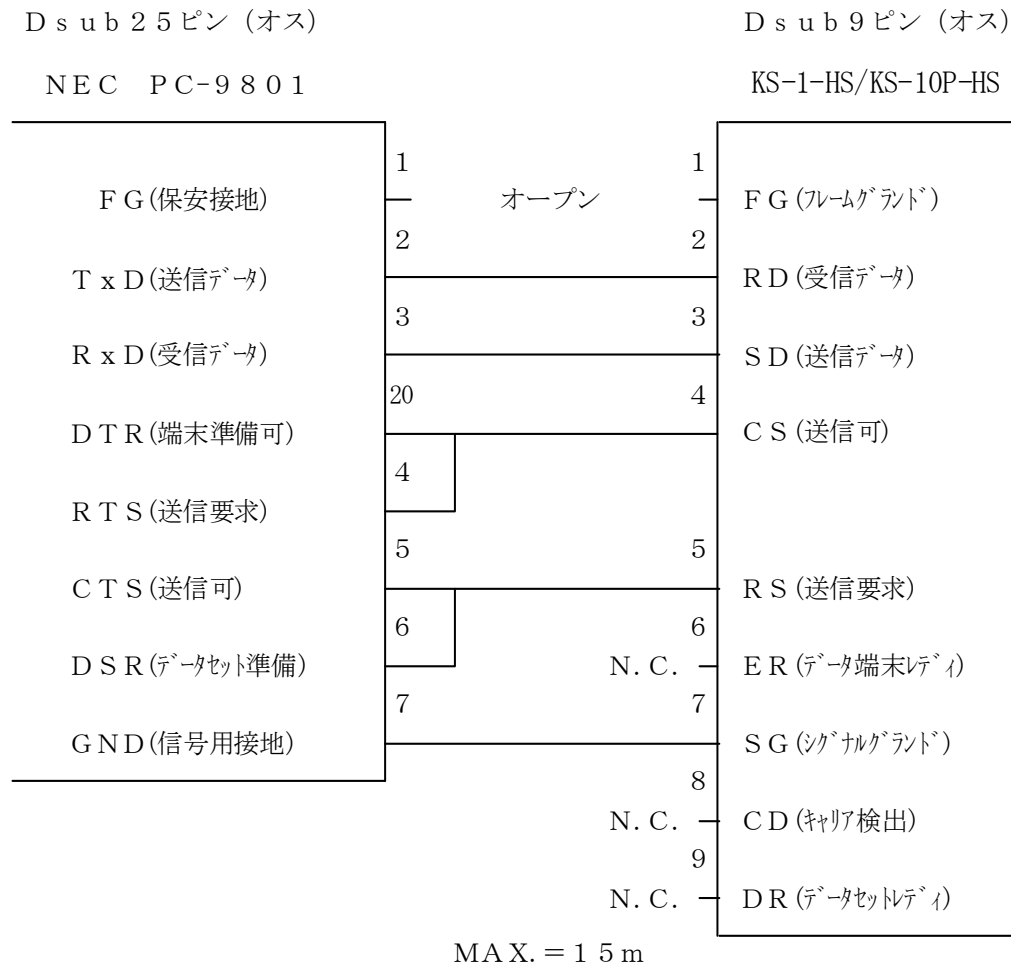 Dsub25ピン (オス) Dsub9ピン (オス)
NEC PC-9801 KS-1-HS/KS-10P-HS
1 1
FG(保安接地) オープン FG(ﾌﾚｰﾑｸﾞﾗﾝﾄﾞ)
2 2
TxD(送信ﾃﾞｰﾀ) RD(受信データ)
3 3
RxD(受信ﾃﾞｰﾀ) SD(送信ﾃﾞｰﾀ)
20 4
DTR(端末準備可) CS(送信可)
4
RTS(送信要求)
5 5
CTS(送信可) RS(送信要求)
6 6
DSR(ﾃﾞｰﾀｾｯﾄ準備) N.C. ER(ﾃﾞｰﾀ端末ﾚﾃﾞｨ)
7 7
GND(信号用接地) SG(ｼｸﾞﾅﾙｸﾞﾗﾝﾄﾞ)
8
N.C. CD(ｷｬﾘｱ検出)
9
N.C. DR(ﾃﾞｰﾀｾｯﾄﾚﾃﾞｨ)
MAX.=15m